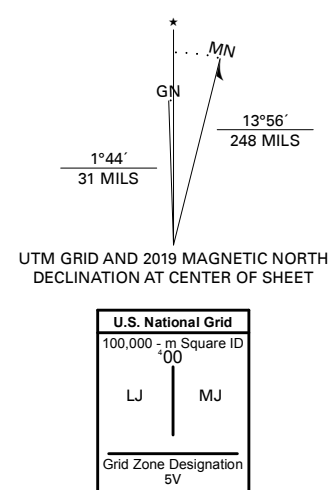 ★
MN
GN
13°56´
248 MILS
1°44´
31 MILS
UTM GRID AND 2019 MAGNETIC NORTH
DECLINATION AT CENTER OF SHEET
U.S. National Grid
100,000 - m Square ID
⁴00
LJ MJ
Grid Zone Designation
5V